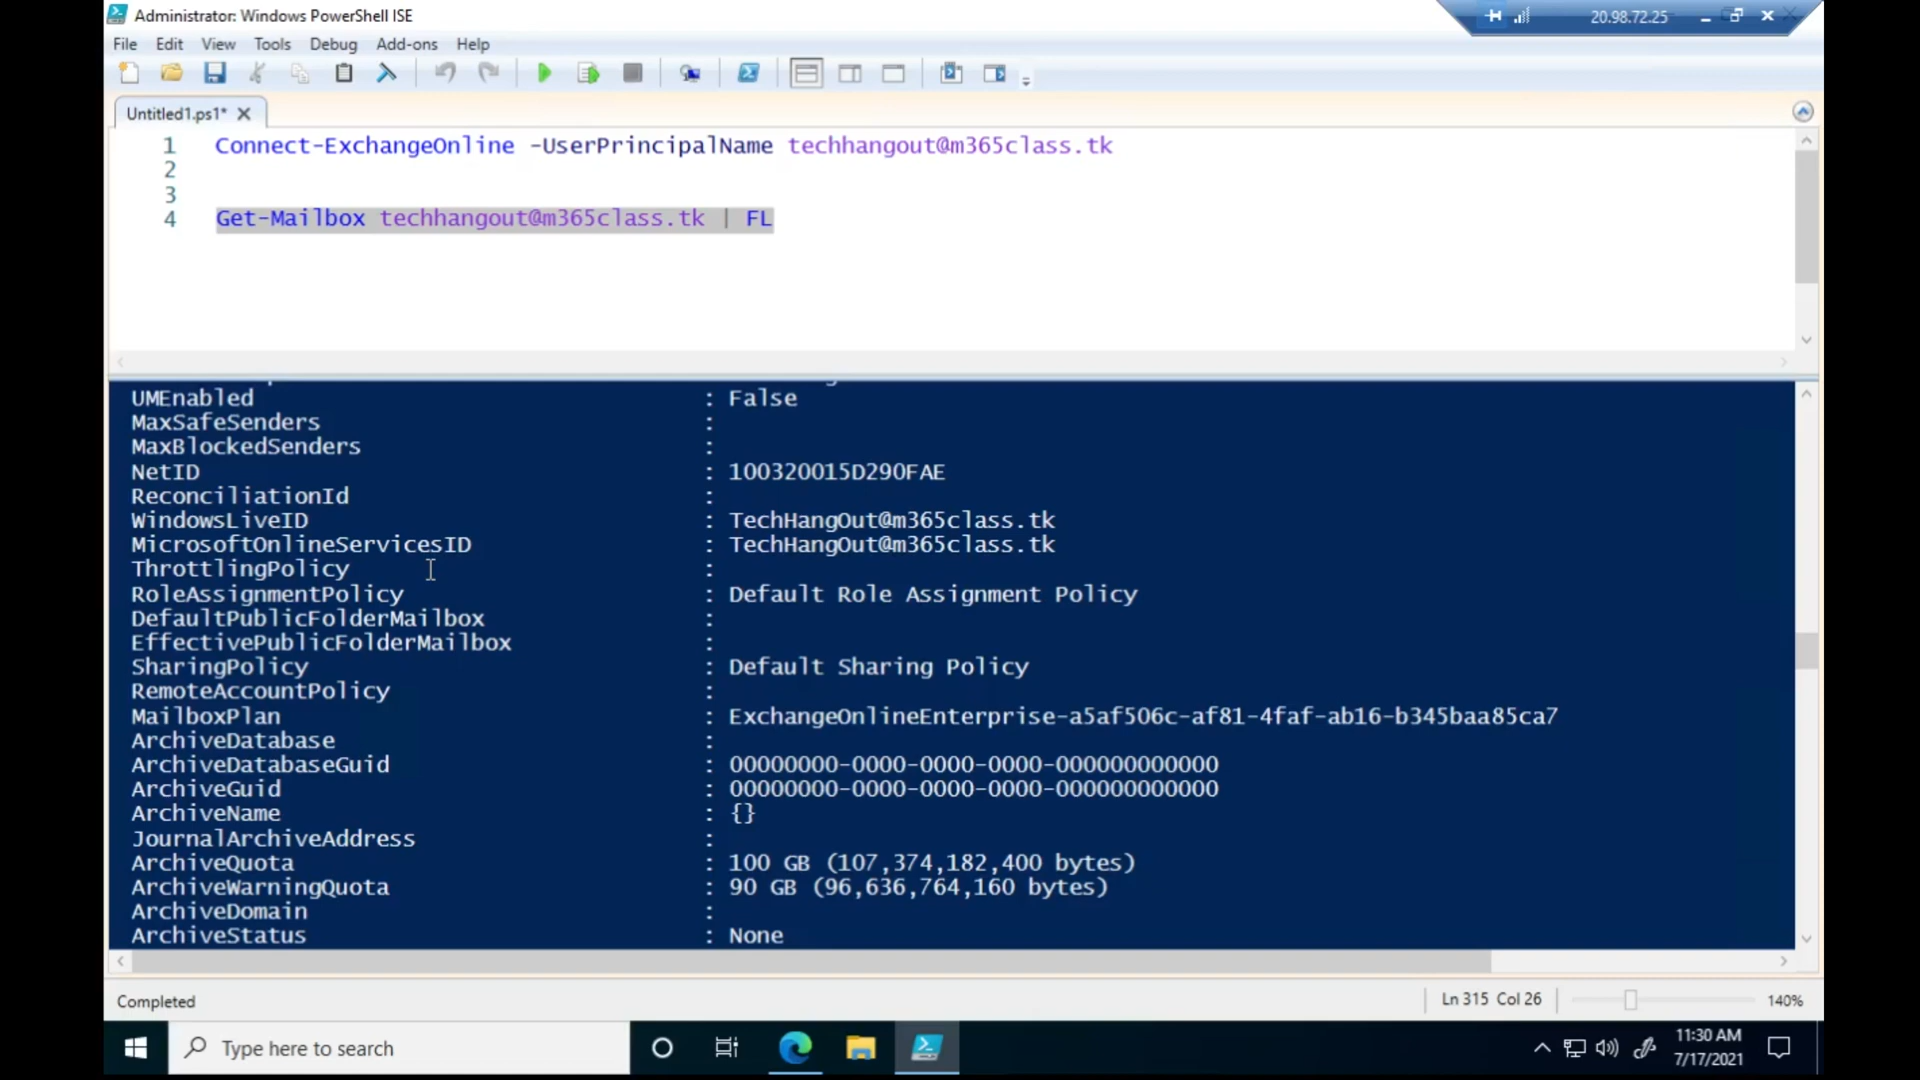 Administrator: Windows PowerShell ISE
20.98.72.25
File Edit View Tools Debug Add-ons Help
Untitled1.ps1*
1 Connect-ExchangeOnline -UserPrincipalName techhangout@m365class.tk
2
3
4 Get-Mailbox techhangout@m365class.tk | FL
UMEnabled : False
MaxSafeSenders :
MaxBlockedSenders :
NetID : 100320015D290FAE
ReconciliationId :
WindowsLiveID : TechHangOut@m365class.tk
MicrosoftOnlineServicesID : TechHangOut@m365class.tk
ThrottlingPolicy :
RoleAssignmentPolicy : Default Role Assignment Policy
DefaultPublicFolderMailbox :
EffectivePublicFolderMailbox :
SharingPolicy : Default Sharing Policy
RemoteAccountPolicy :
MailboxPlan : ExchangeOnlineEnterprise-a5af506c-af81-4faf-ab16-b345baa85ca7
ArchiveDatabase :
ArchiveDatabaseGuid : 00000000-0000-0000-0000-000000000000
ArchiveGuid : 00000000-0000-0000-0000-000000000000
ArchiveName : {}
JournalArchiveAddress :
ArchiveQuota : 100 GB (107,374,182,400 bytes)
ArchiveWarningQuota : 90 GB (96,636,764,160 bytes)
ArchiveDomain :
ArchiveStatus : None
Completed
Ln 315 Col 26
140%
Type here to search
11:30 AM
7/17/2021